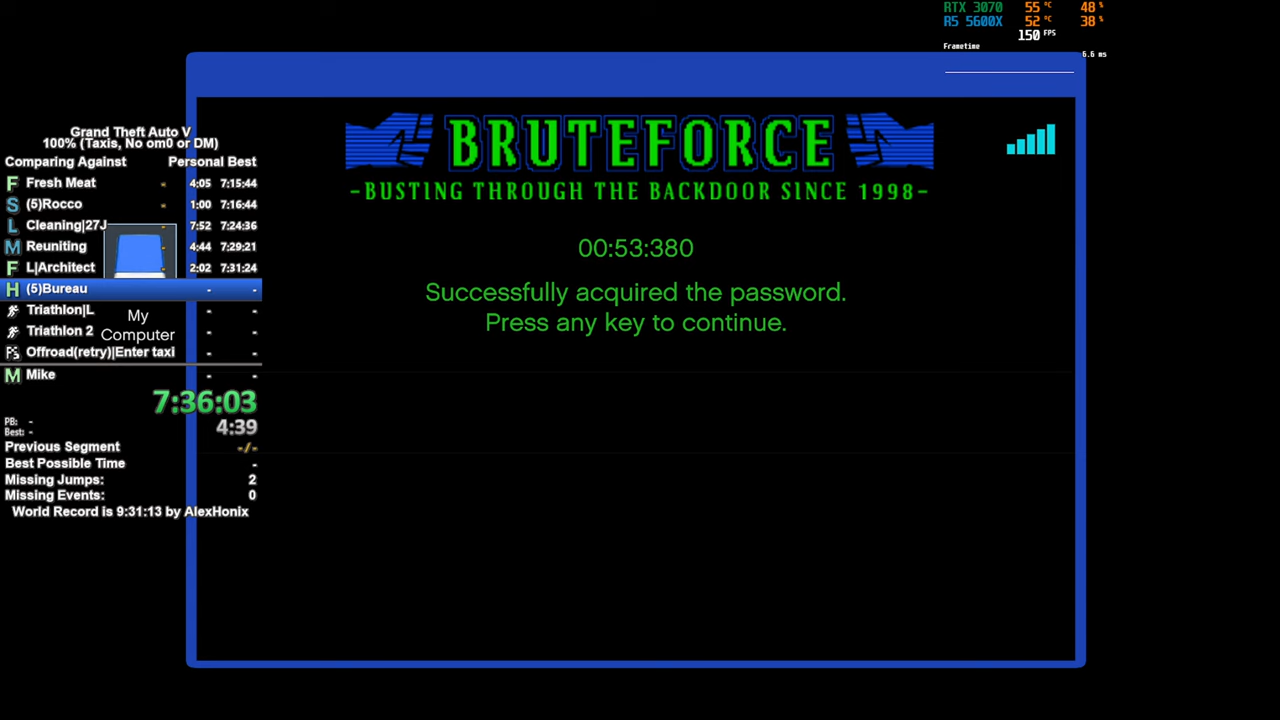 RTX 3070 55 °C 48 %
R5 5600X 52 °C 38 %
150 FPS
Frametime
6.6 ms
BRUTEFORCE
-BUSTING THROUGH THE BACKDOOR SINCE 1998-
00:53:380
Successfully acquired the password.
Press any key to continue.
Grand Theft Auto V
100% (Taxis, No om0 or DM)
Comparing Against Personal Best
F Fresh Meat - 4:05 7:15:44
S (5)Rocco - 1:00 7:16:44
L Cleaning|27J - 7:52 7:24:36
M Reuniting - 4:44 7:29:21
F L|Architect - 2:02 7:31:24
H (5)Bureau - -
Triathlon|L - -
Triathlon 2 - -
Offroad(retry)|Enter taxi - -
M Mike - -
My
Computer
7:36:03
PB: -
Best: -
4:39
Previous Segment -/-
Best Possible Time -
Missing Jumps: 2
Missing Events: 0
World Record is 9:31:13 by AlexHonix